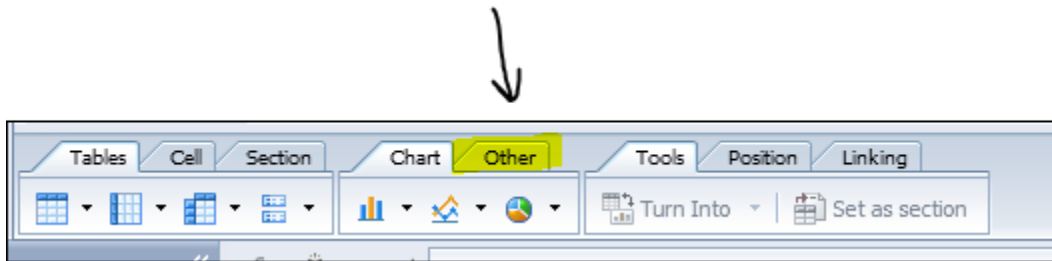 Tables Cell Section Chart Other Tools Position Linking
Turn Into Set as section